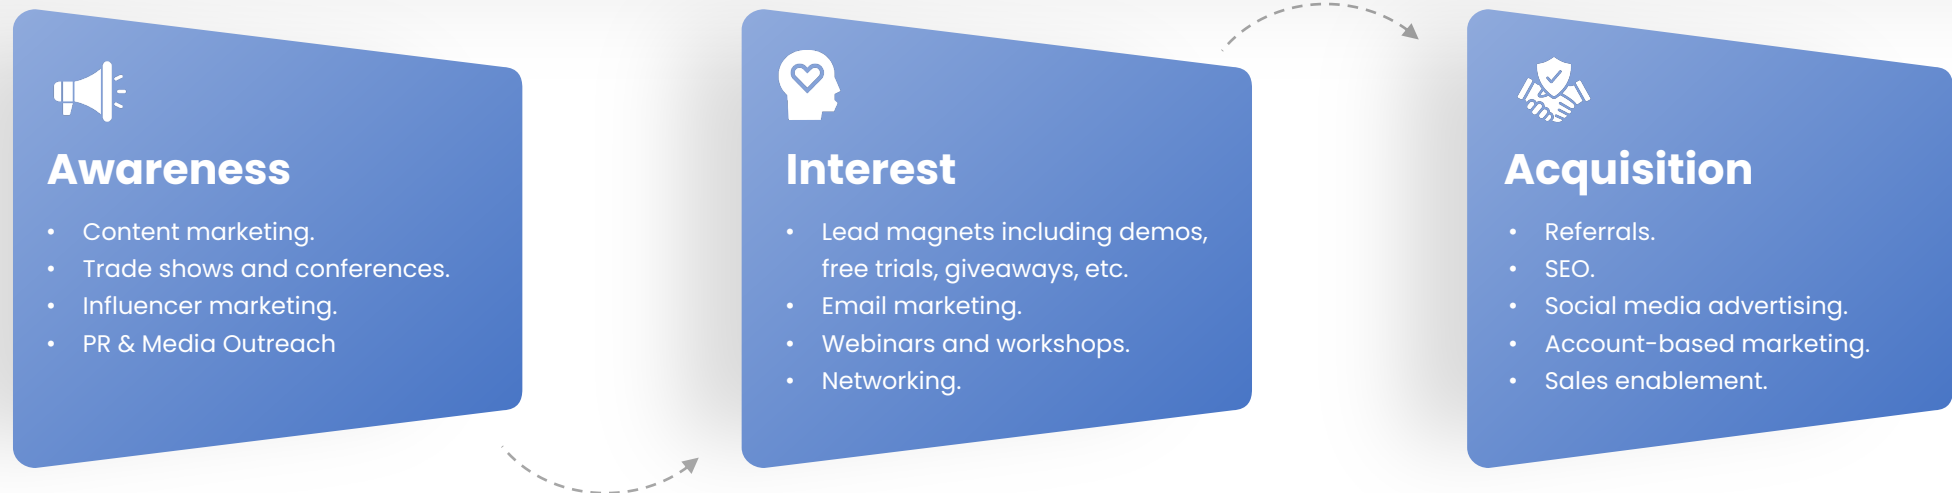 Awareness
• Content marketing.
• Trade shows and conferences.
• Influencer marketing.
• PR & Media Outreach
Interest
• Lead magnets including demos,
free trials, giveaways, etc.
• Email marketing.
• Webinars and workshops.
• Networking.
Acquisition
• Referrals.
• SEO.
• Social media advertising.
• Account-based marketing.
• Sales enablement.